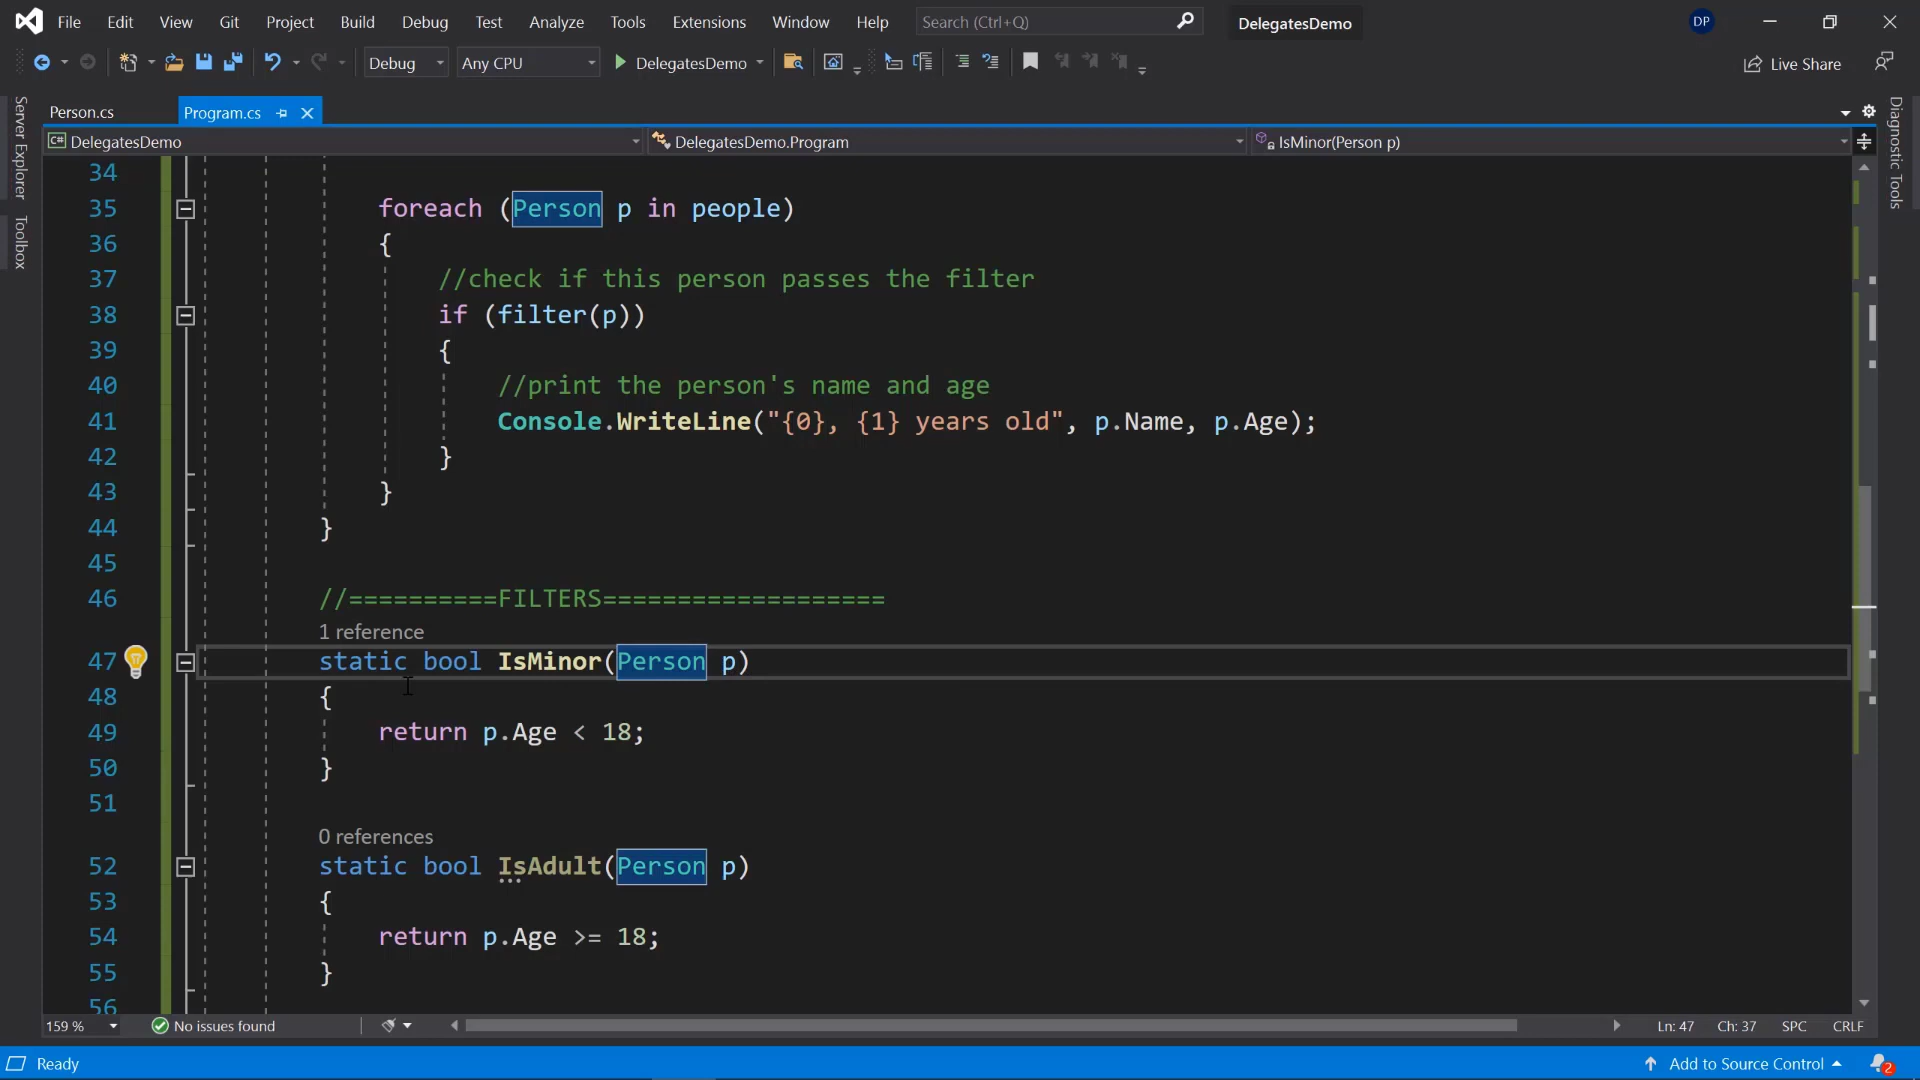 File Edit View Git Project Build Debug Test Analyze Tools Extensions Window Help Search (Ctrl+Q) DelegatesDemo DP
Debug Any CPU DelegatesDemo Live Share
Server Explorer
Toolbox
Diagnostic Tools
Person.cs Program.cs
C# DelegatesDemo DelegatesDemo.Program IsMinor(Person p)
34
35 foreach (Person p in people)
36 {
37 //check if this person passes the filter
38 if (filter(p))
39 {
40 //print the person's name and age
41 Console.WriteLine("{0}, {1} years old", p.Name, p.Age);
42 }
43 }
44 }
45
46 //==========FILTERS===================
1 reference
47 static bool IsMinor(Person p)
48 {
49 return p.Age < 18;
50 }
51
0 references
52 static bool IsAdult(Person p)
53 {
54 return p.Age >= 18;
55 }
56
159 % No issues found Ln: 47 Ch: 37 SPC CRLF
Ready Add to Source Control 2